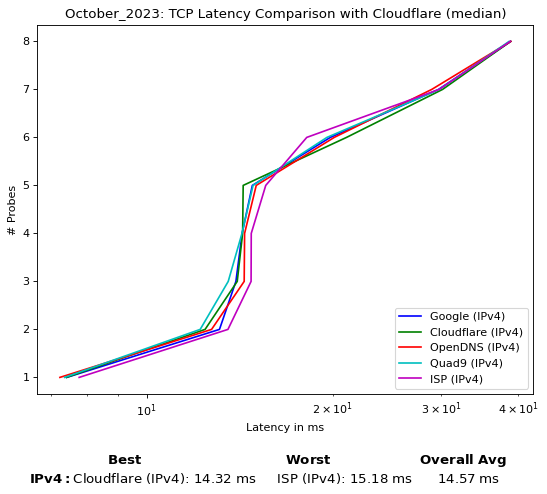 October_2023: TCP Latency Comparison with Cloudflare (median)
8
7
6
5
4
3
2
1
# Probes
Google (IPv4)
Cloudflare (IPv4)
OpenDNS (IPv4)
Quad9 (IPv4)
ISP (IPv4)
10¹ 2 × 10¹ 3 × 10¹ 4 × 10¹
Latency in ms
Best Worst Overall Avg
IPv4: Cloudflare (IPv4): 14.32 ms ISP (IPv4): 15.18 ms 14.57 ms